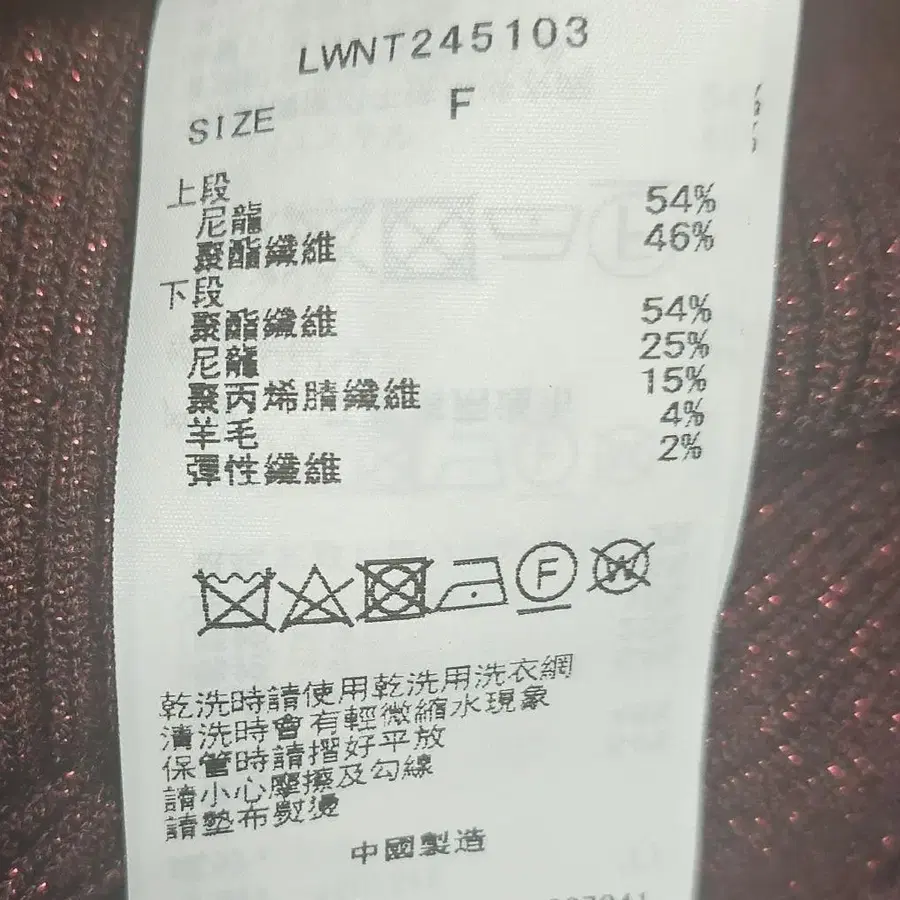 LWNT245103
SIZE F
上段
尼龍 54%
聚酯纖維 46%
下段
聚酯纖維 54%
尼龍 25%
聚丙烯腈纖維 15%
羊毛 4%
彈性纖維 2%
F W
乾洗時請使用乾洗用洗衣網
清洗時會有輕微縮水現象
保管時請摺好平放
請小心摩擦及勾線
請墊布熨燙
中國製造